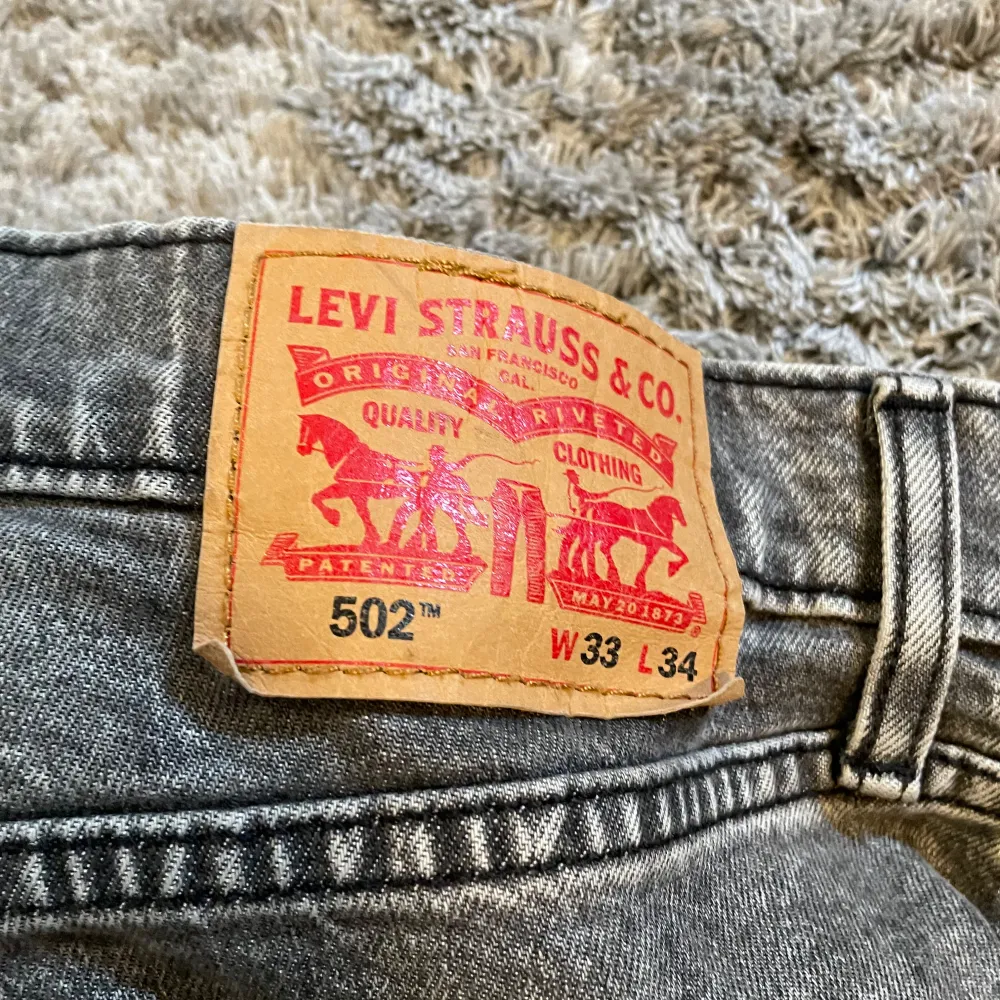 LEVI STRAUSS & CO.
SAN FRANCISCO
CAL.
ORIGINAL RIVETED
QUALITY CLOTHING
PATENTED MAY 20 1873
502™ W33 L34